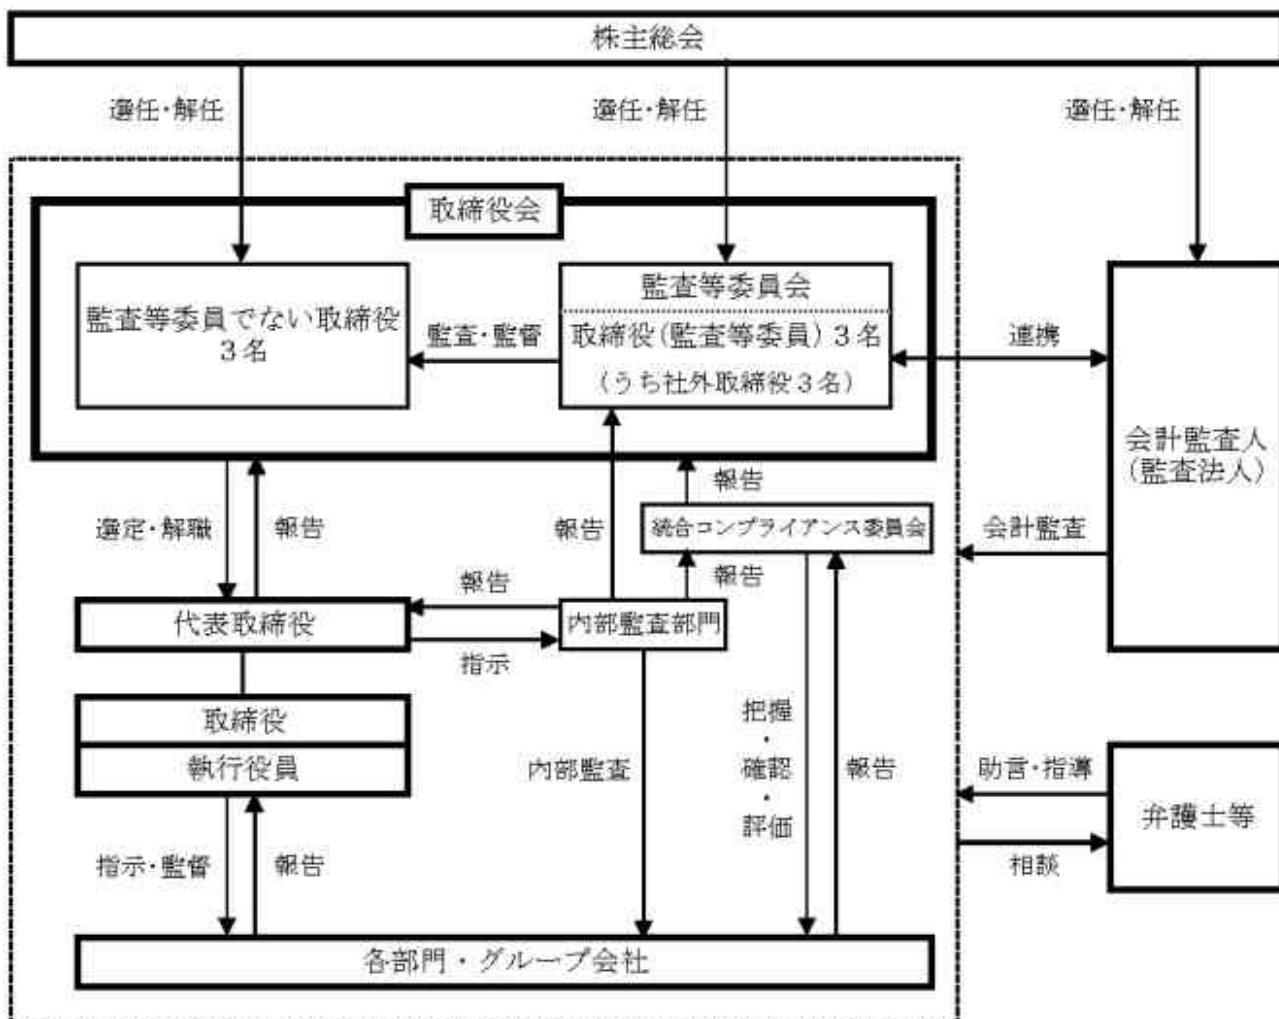 株主総会
選任・解任
選任・解任
選任・解任
取締役会
監査等委員でない取締役
3名
監査・監督
監査等委員会
取締役(監査等委員)3名
(うち社外取締役3名)
連携
会計監査人
(監査法人)
会計監査
選定・解職
報告
報告
報告
統合コンプライアンス委員会
報告
報告
代表取締役
指示
内部監査部門
取締役
執行役員
内部監査
把握
・
確認
・
評価
報告
助言・指導
弁護士等
相談
指示・監督
報告
各部門・グループ会社